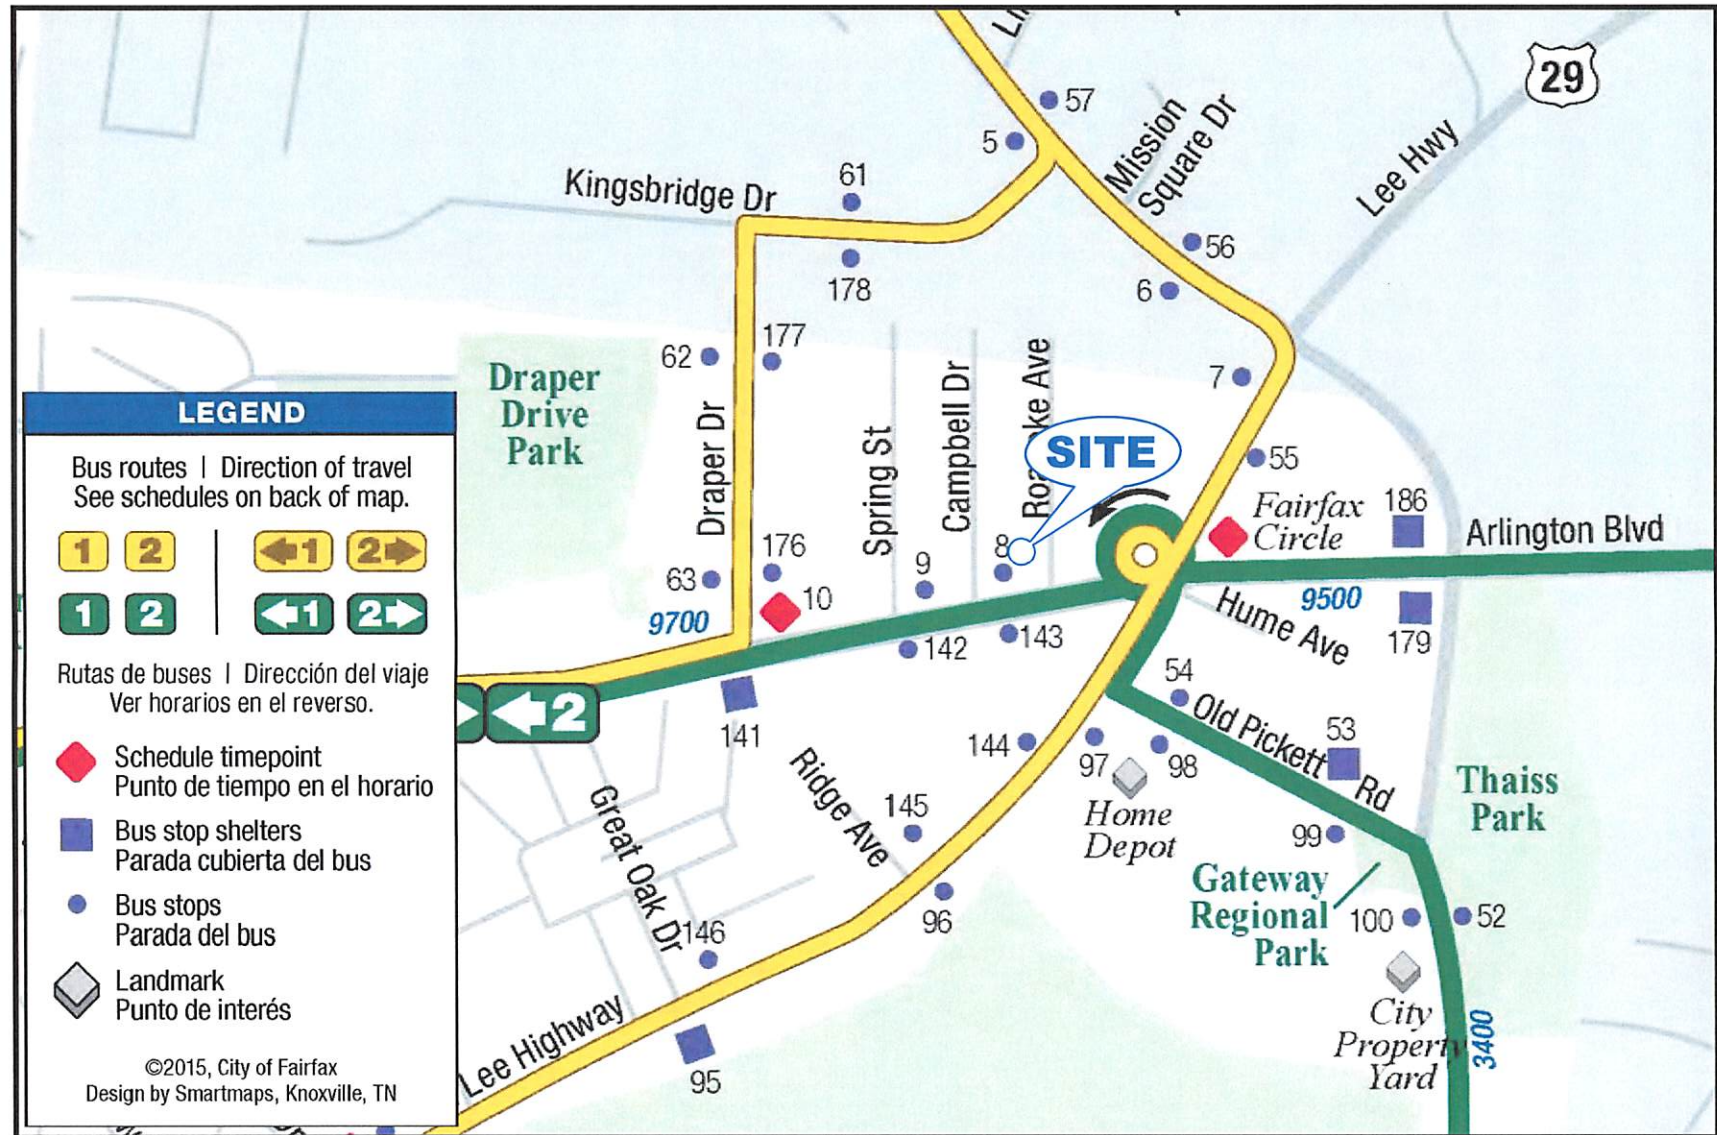 57
5
Mission
Square Dr
29
Lee Hwy
Kingsbridge Dr
61
178
56
6
62
177
7
Draper
Drive
Park
Draper Dr
Spring St
Campbell Dr
SITE
55
Fairfax
Circle
186
Arlington Blvd
176
63
10
9
8
9700
142
143
9500
Hume Ave
179
2
141
54
Old Pickett Rd
53
144
97
98
Home
Depot
Thaiss
Park
Ridge Ave
145
Great Oak Dr
99
Gateway
Regional
Park
96
100
52
146
City
Property
Yard
3400
Lee Highway
95
LEGEND
Bus routes | Direction of travel
See schedules on back of map.
1 2 1 2
1 2 1 2
Rutas de buses | Dirección del viaje
Ver horarios en el reverso.
Schedule timepoint
Punto de tiempo en el horario
Bus stop shelters
Parada cubierta del bus
Bus stops
Parada del bus
Landmark
Punto de interés
©2015, City of Fairfax
Design by Smartmaps, Knoxville, TN